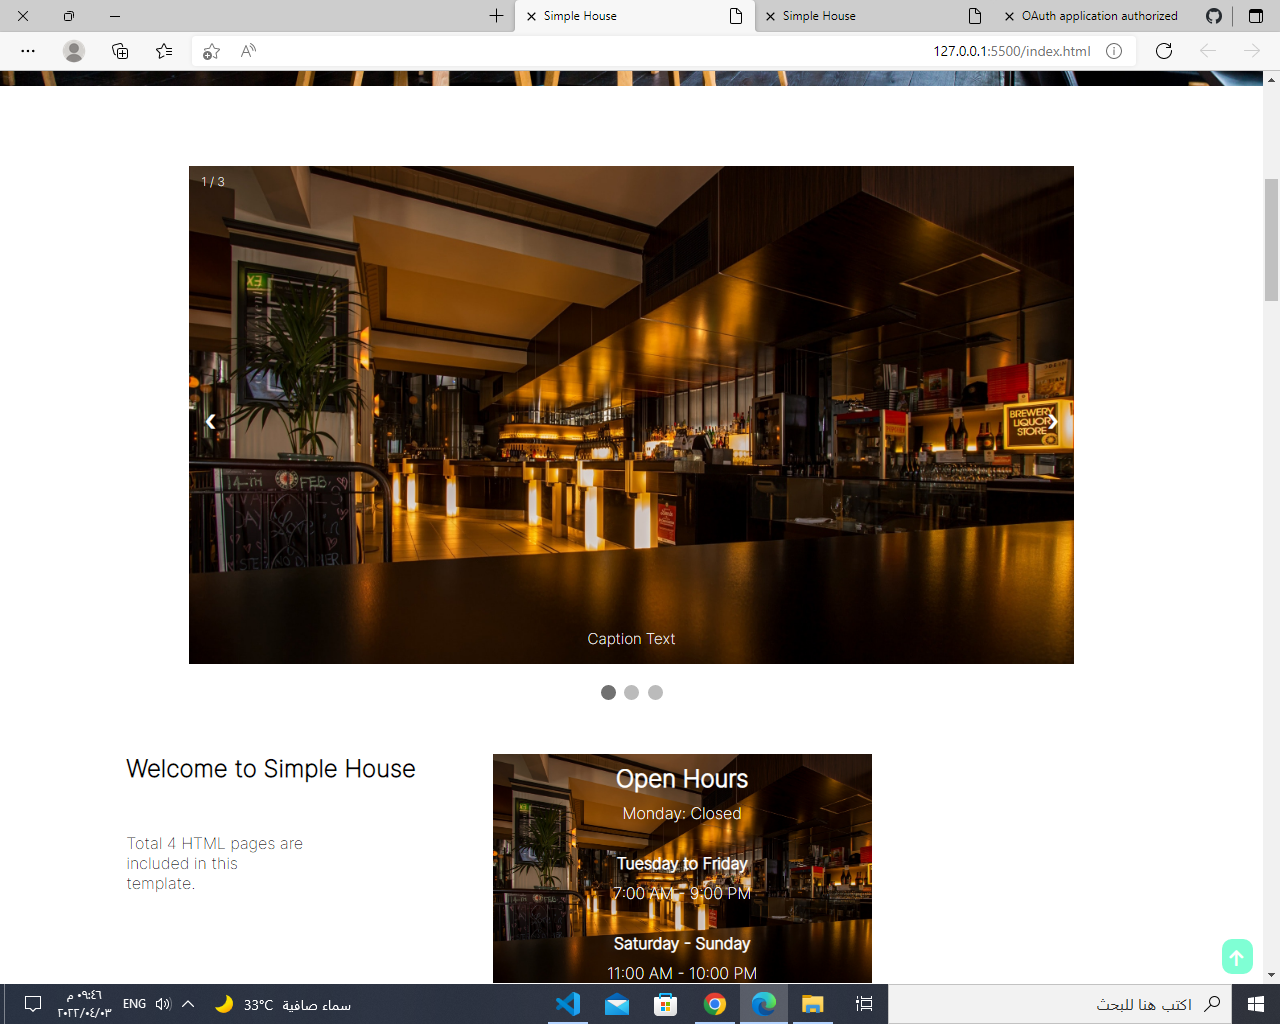 Simple House
Simple House
OAuth application authorized
127.0.0.1:5500/index.html
1 / 3
EX
BREWERY
LIQUOR
STORE
14TH FEB.
Caption Text
Welcome to Simple House
Total 4 HTML pages are
included in this
template.
Open Hours
Monday: Closed
Tuesday to Friday
7:00 AM - 9:00 PM
Saturday - Sunday
11:00 AM - 10:00 PM
٠٩:٤٦ م
٢٠٢٢/٠٤/٠٣
ENG
33°C سماء صافية
اكتب هنا للبحث